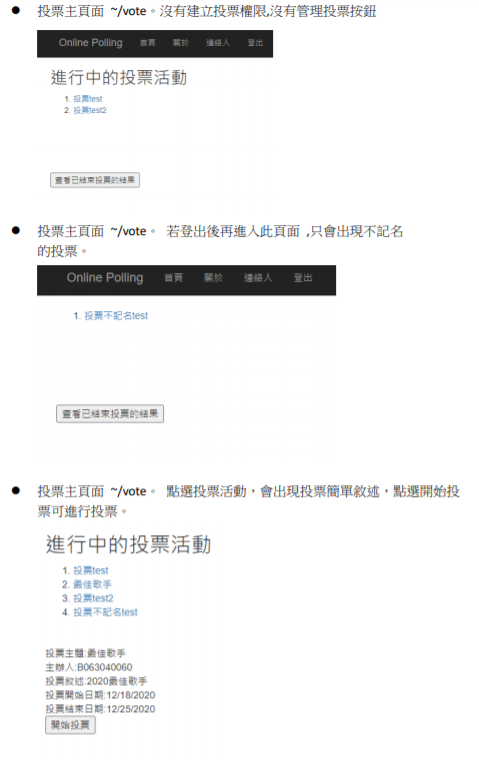 ● 投票主頁面 ~/vote。沒有建立投票權限,沒有管理投票按鈕
Online Polling 首頁 關於 連絡人 登出
進行中的投票活動
1. 投票test
2. 投票test2
查看已結束投票的結果
● 投票主頁面 ~/vote。 若登出後再進入此頁面 ,只會出現不記名
的投票。
Online Polling 首頁 關於 連絡人 登出
1. 投票不記名test
查看已結束投票的結果
● 投票主頁面 ~/vote。 點選投票活動,會出現投票簡單敘述,點選開始投
票可進行投票。
進行中的投票活動
1. 投票test
2. 最佳歌手
3. 投票test2
4. 投票不記名test
投票主題:最佳歌手
主辦人:B063040060
投票敘述:2020最佳歌手
投票開始日期:12/18/2020
投票結束日期:12/25/2020
開始投票